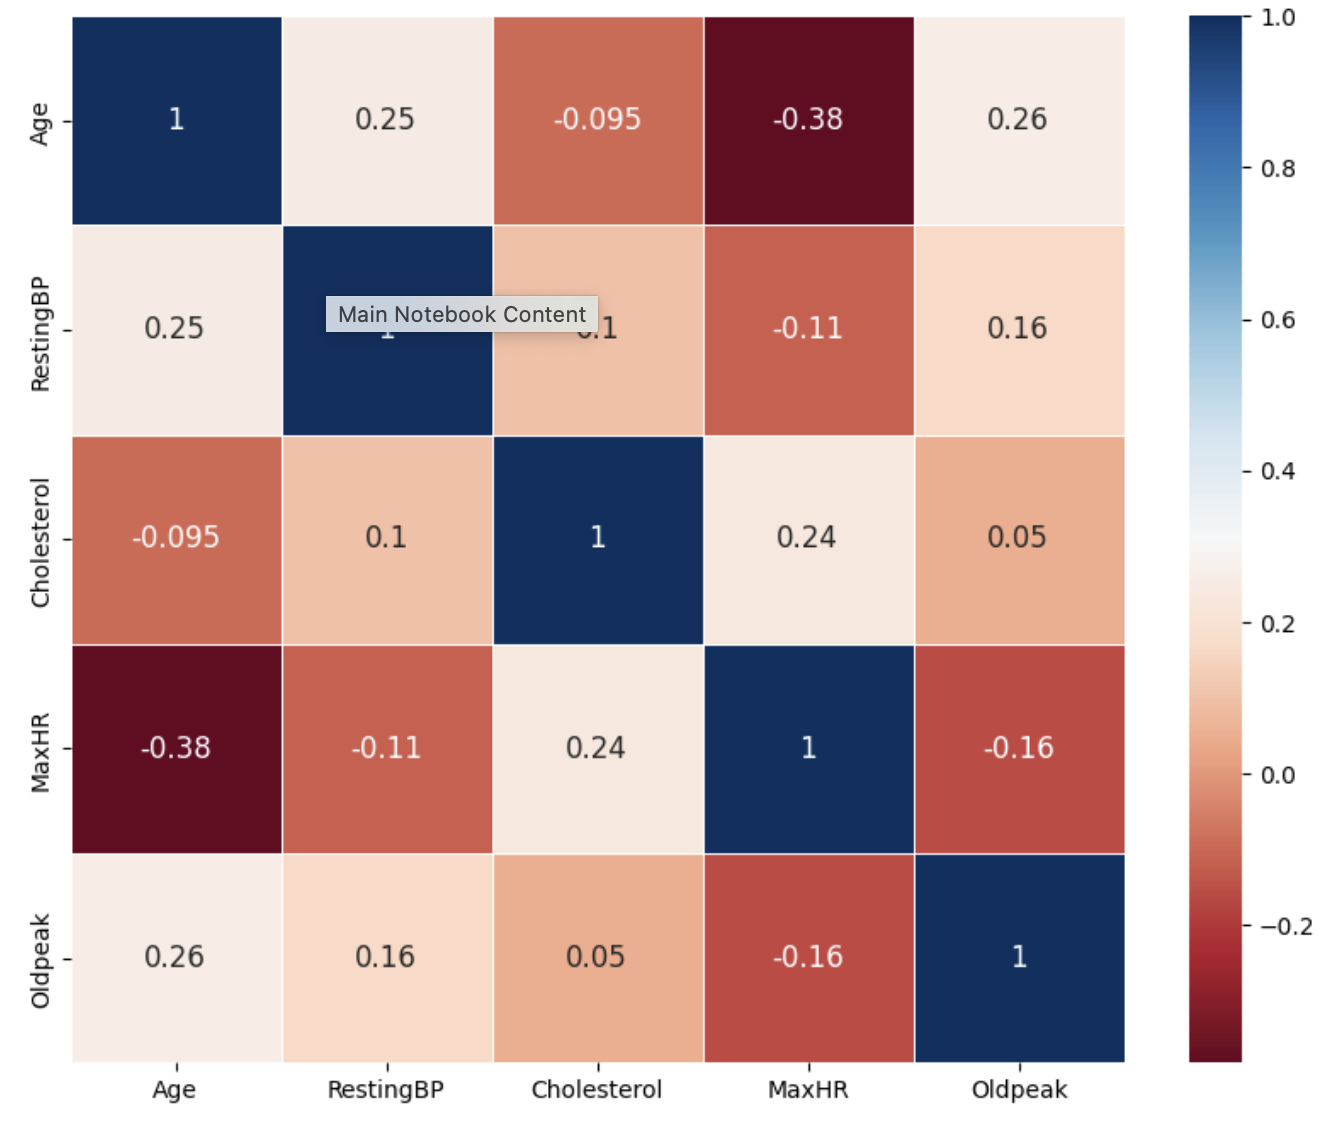 1.0
Age 1 0.25 -0.095 -0.38 0.26
0.8
RestingBP 0.25 1 0.1 -0.11 0.16
Main Notebook Content
0.6
0.4
Cholesterol -0.095 0.1 1 0.24 0.05
0.2
MaxHR -0.38 -0.11 0.24 1 -0.16
0.0
−0.2
Oldpeak 0.26 0.16 0.05 -0.16 1
Age RestingBP Cholesterol MaxHR Oldpeak